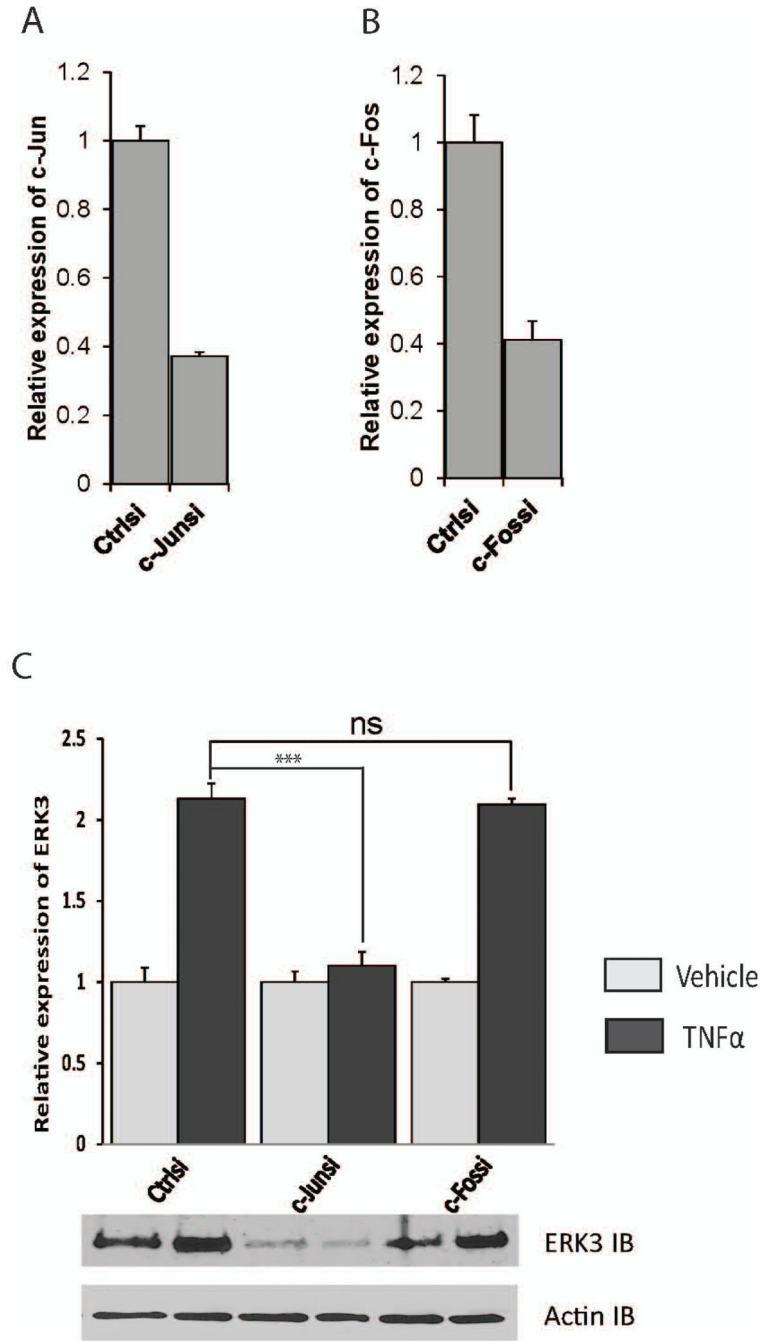 A
Relative expression of c-Jun
1.2
1
0.8
0.6
0.4
0.2
0
Ctrlsi
c-Junsi
B
Relative expression of c-Fos
1.2
1
0.8
0.6
0.4
0.2
0
Ctrlsi
c-Fossi
C
Relative expression of ERK3
2.5
2
1.5
1
0.5
0
ns
***
Ctrlsi
c-Junsi
c-Fossi
Vehicle
TNFα
ERK3 IB
Actin IB